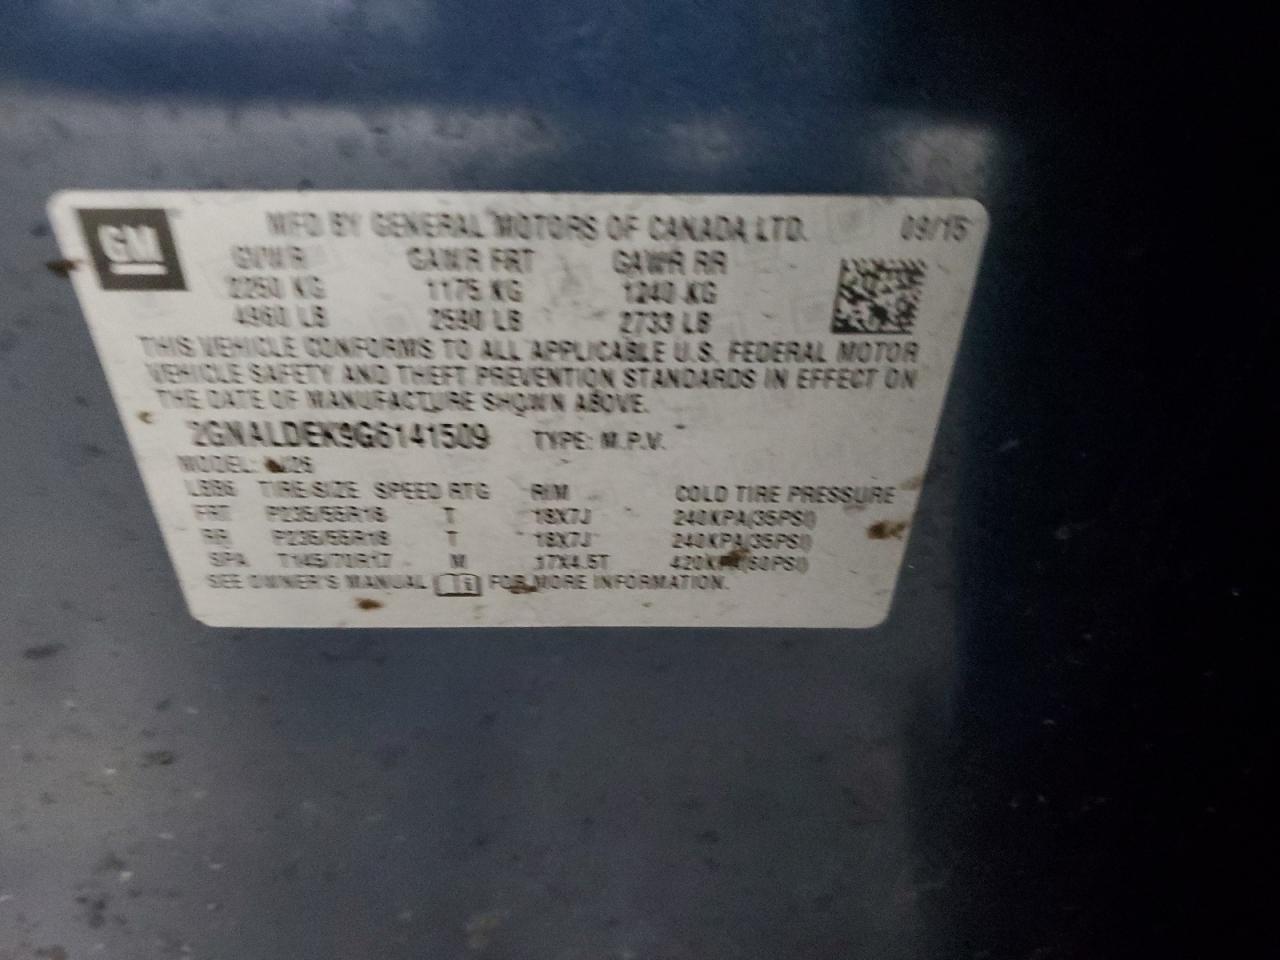 GM MFD BY GENERAL MOTORS OF CANADA LTD. 09/15
GVWR GAWR FRT GAWR RR
2250 KG 1175 KG 1240 KG
4960 LB 2590 LB 2733 LB
THIS VEHICLE CONFORMS TO ALL APPLICABLE U.S. FEDERAL MOTOR
VEHICLE SAFETY AND THEFT PREVENTION STANDARDS IN EFFECT ON
THE DATE OF MANUFACTURE SHOWN ABOVE.
2GNALDEK9G6141509 TYPE: M.P.V.
MODEL:
TIRE SIZE SPEED RTG RIM COLD TIRE PRESSURE
FRT P235/55R18 T 18X7J 240KPA(35PSI)
RR P235/55R18 T 18X7J 240KPA(35PSI)
SPA T145/70R17 M 17X4.5T 420KPA(60PSI)
SEE OWNER'S MANUAL FOR MORE INFORMATION.